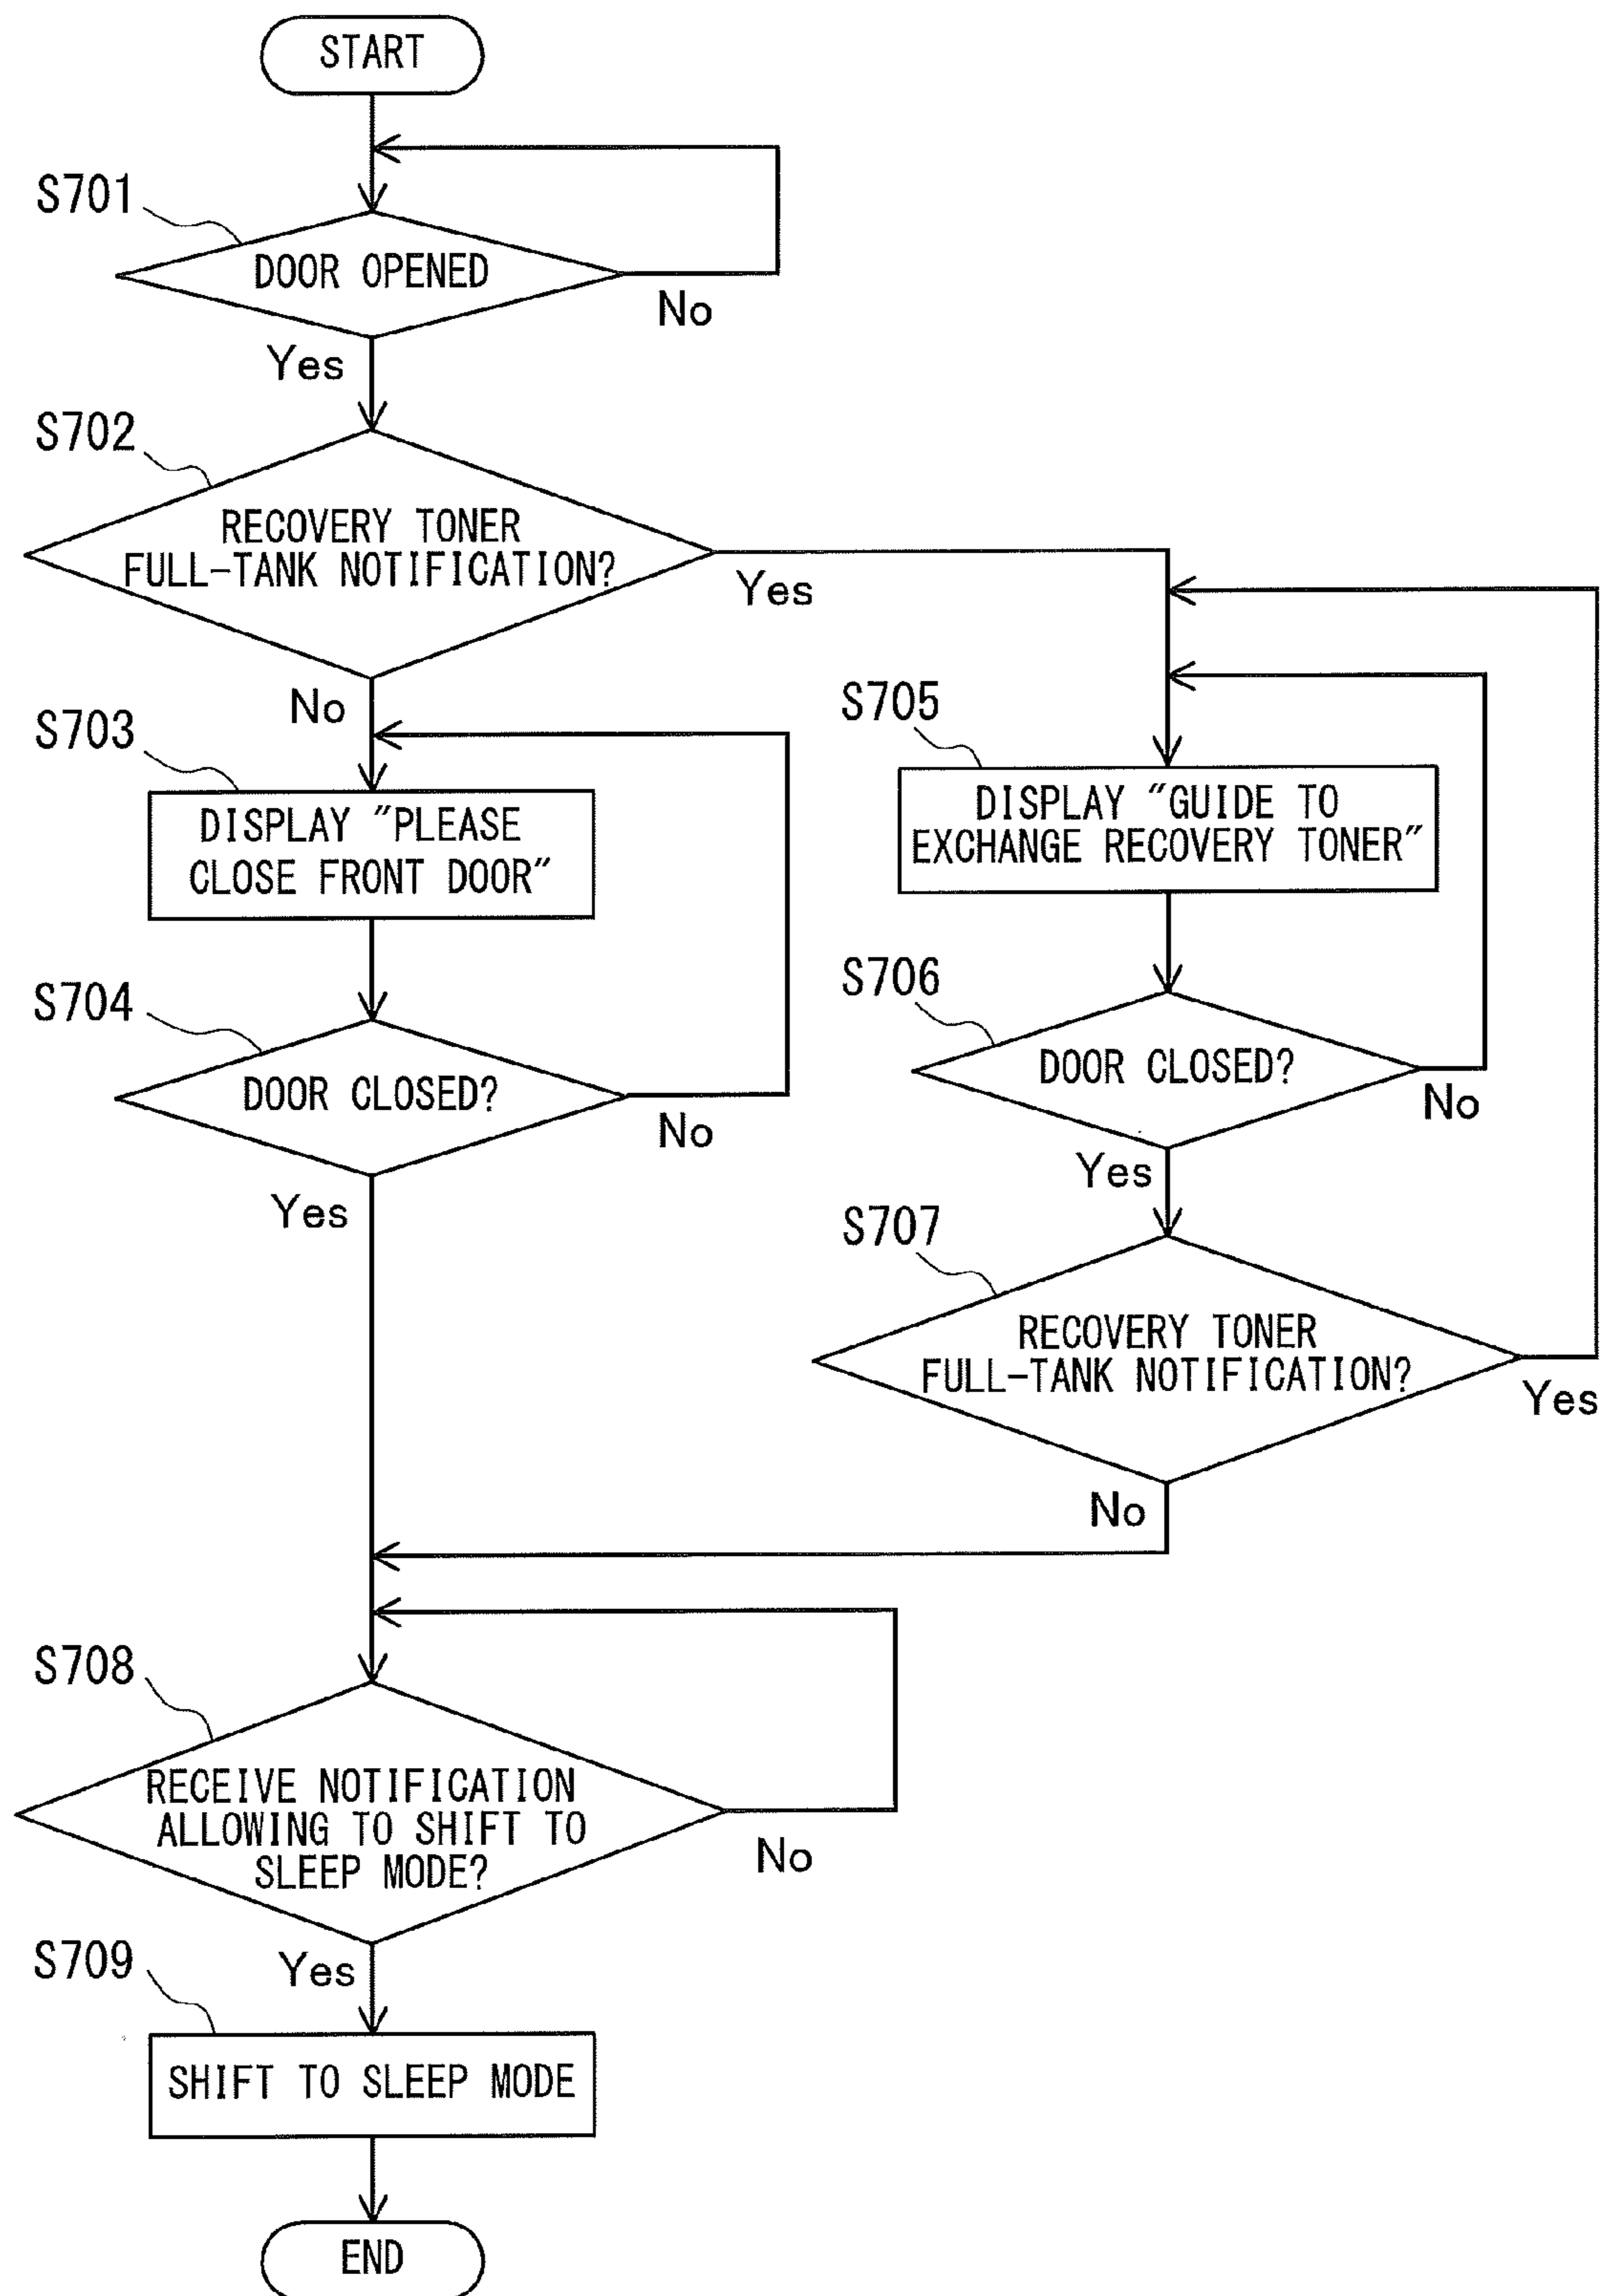 START
S701
DOOR OPENED
No
Yes
S702
RECOVERY TONER
FULL-TANK NOTIFICATION?
Yes
No
S703
DISPLAY "PLEASE
CLOSE FRONT DOOR"
S704
DOOR CLOSED?
No
Yes
S705
DISPLAY "GUIDE TO
EXCHANGE RECOVERY TONER"
S706
DOOR CLOSED?
No
Yes
S707
RECOVERY TONER
FULL-TANK NOTIFICATION?
Yes
No
S708
RECEIVE NOTIFICATION
ALLOWING TO SHIFT TO
SLEEP MODE?
No
Yes
S709
SHIFT TO SLEEP MODE
END